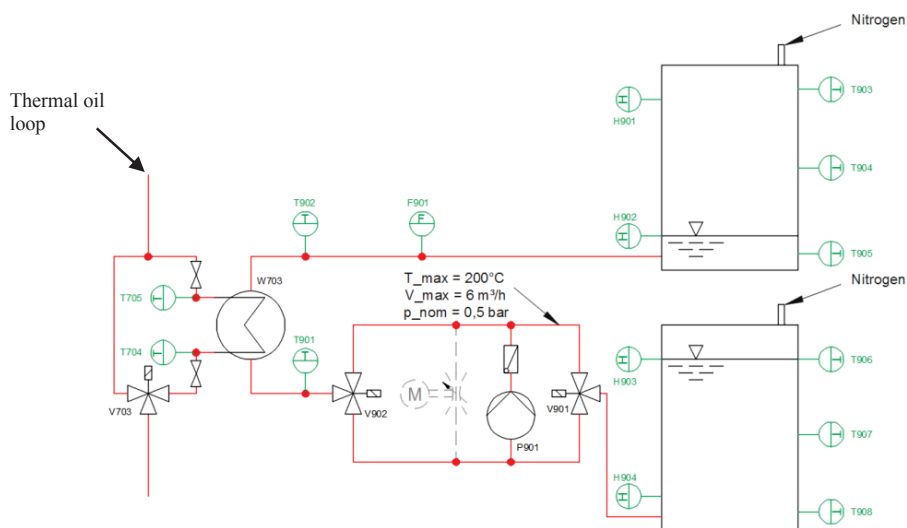 Nitrogen
Thermal oil
loop
T903
H901
T904
T902
T
F901
F
H902
T905
W703
T_max = 200°C
V_max = 6 m³/h
p_nom = 0,5 bar
Nitrogen
T705
T704
T901
T
H903
T906
M
V703
V902
V901
P901
T907
H904
T908
T
T
H
H
H
H
T
T
T
T
T
T